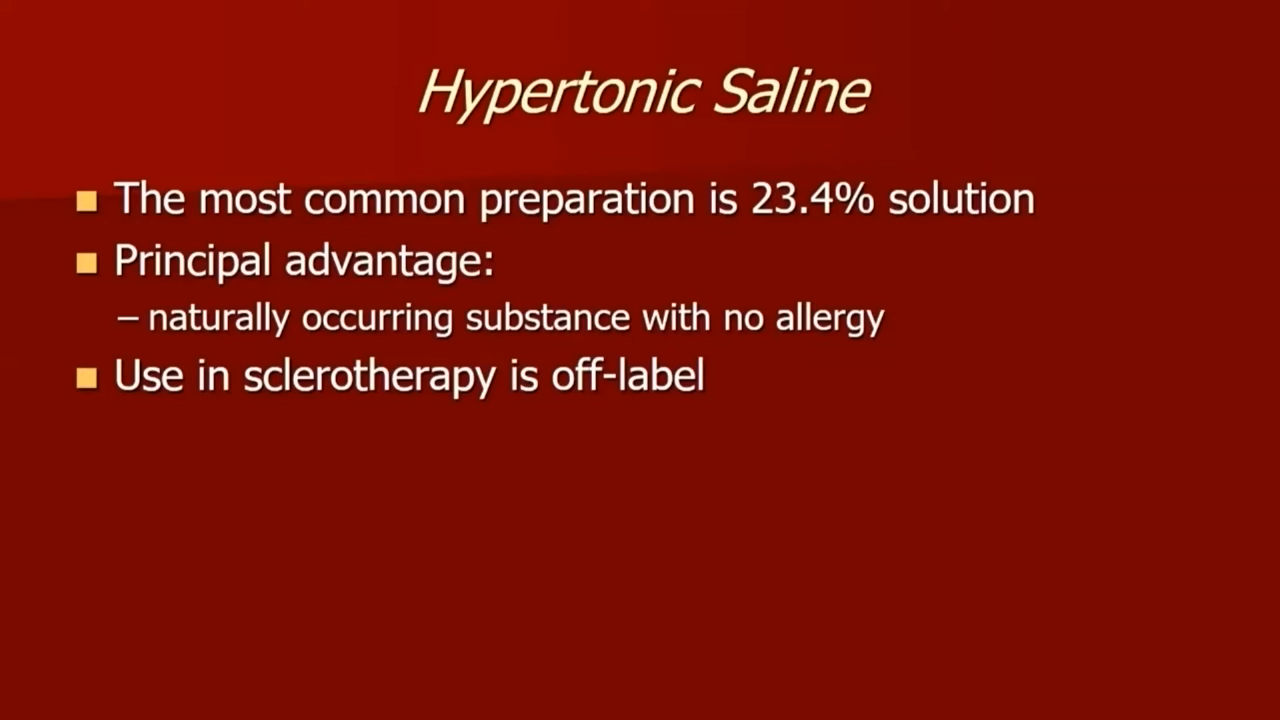 Hypertonic Saline
■ The most common preparation is 23.4% solution
■ Principal advantage:
– naturally occurring substance with no allergy
■ Use in sclerotherapy is off-label